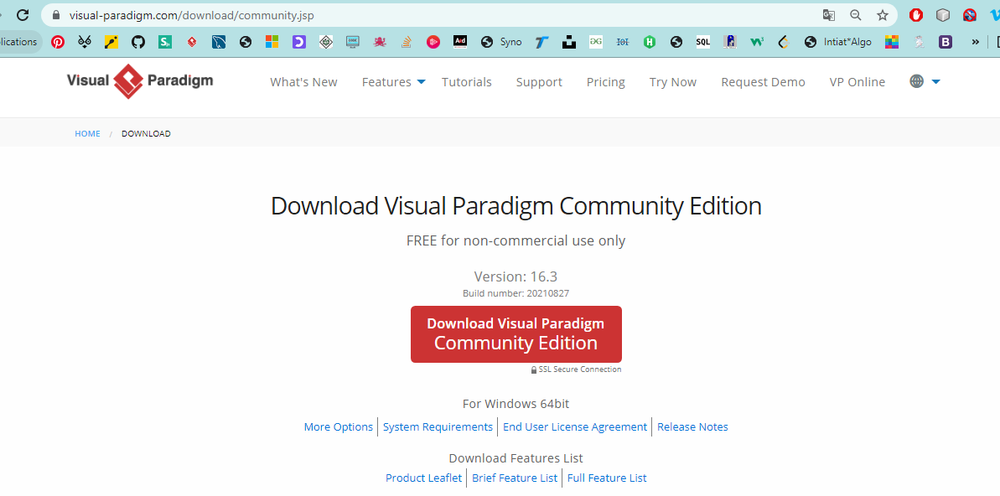 visual-paradigm.com/download/community.jsp
lications
Syno
SQL
Intiat*Algo
B
»
Visual Paradigm
What's New
Features
Tutorials
Support
Pricing
Try Now
Request Demo
VP Online
HOME / DOWNLOAD
Download Visual Paradigm Community Edition
FREE for non-commercial use only
Version: 16.3
Build number: 20210827
Download Visual Paradigm
Community Edition
SSL Secure Connection
For Windows 64bit
More Options
System Requirements
End User License Agreement
Release Notes
Download Features List
Product Leaflet
Brief Feature List
Full Feature List